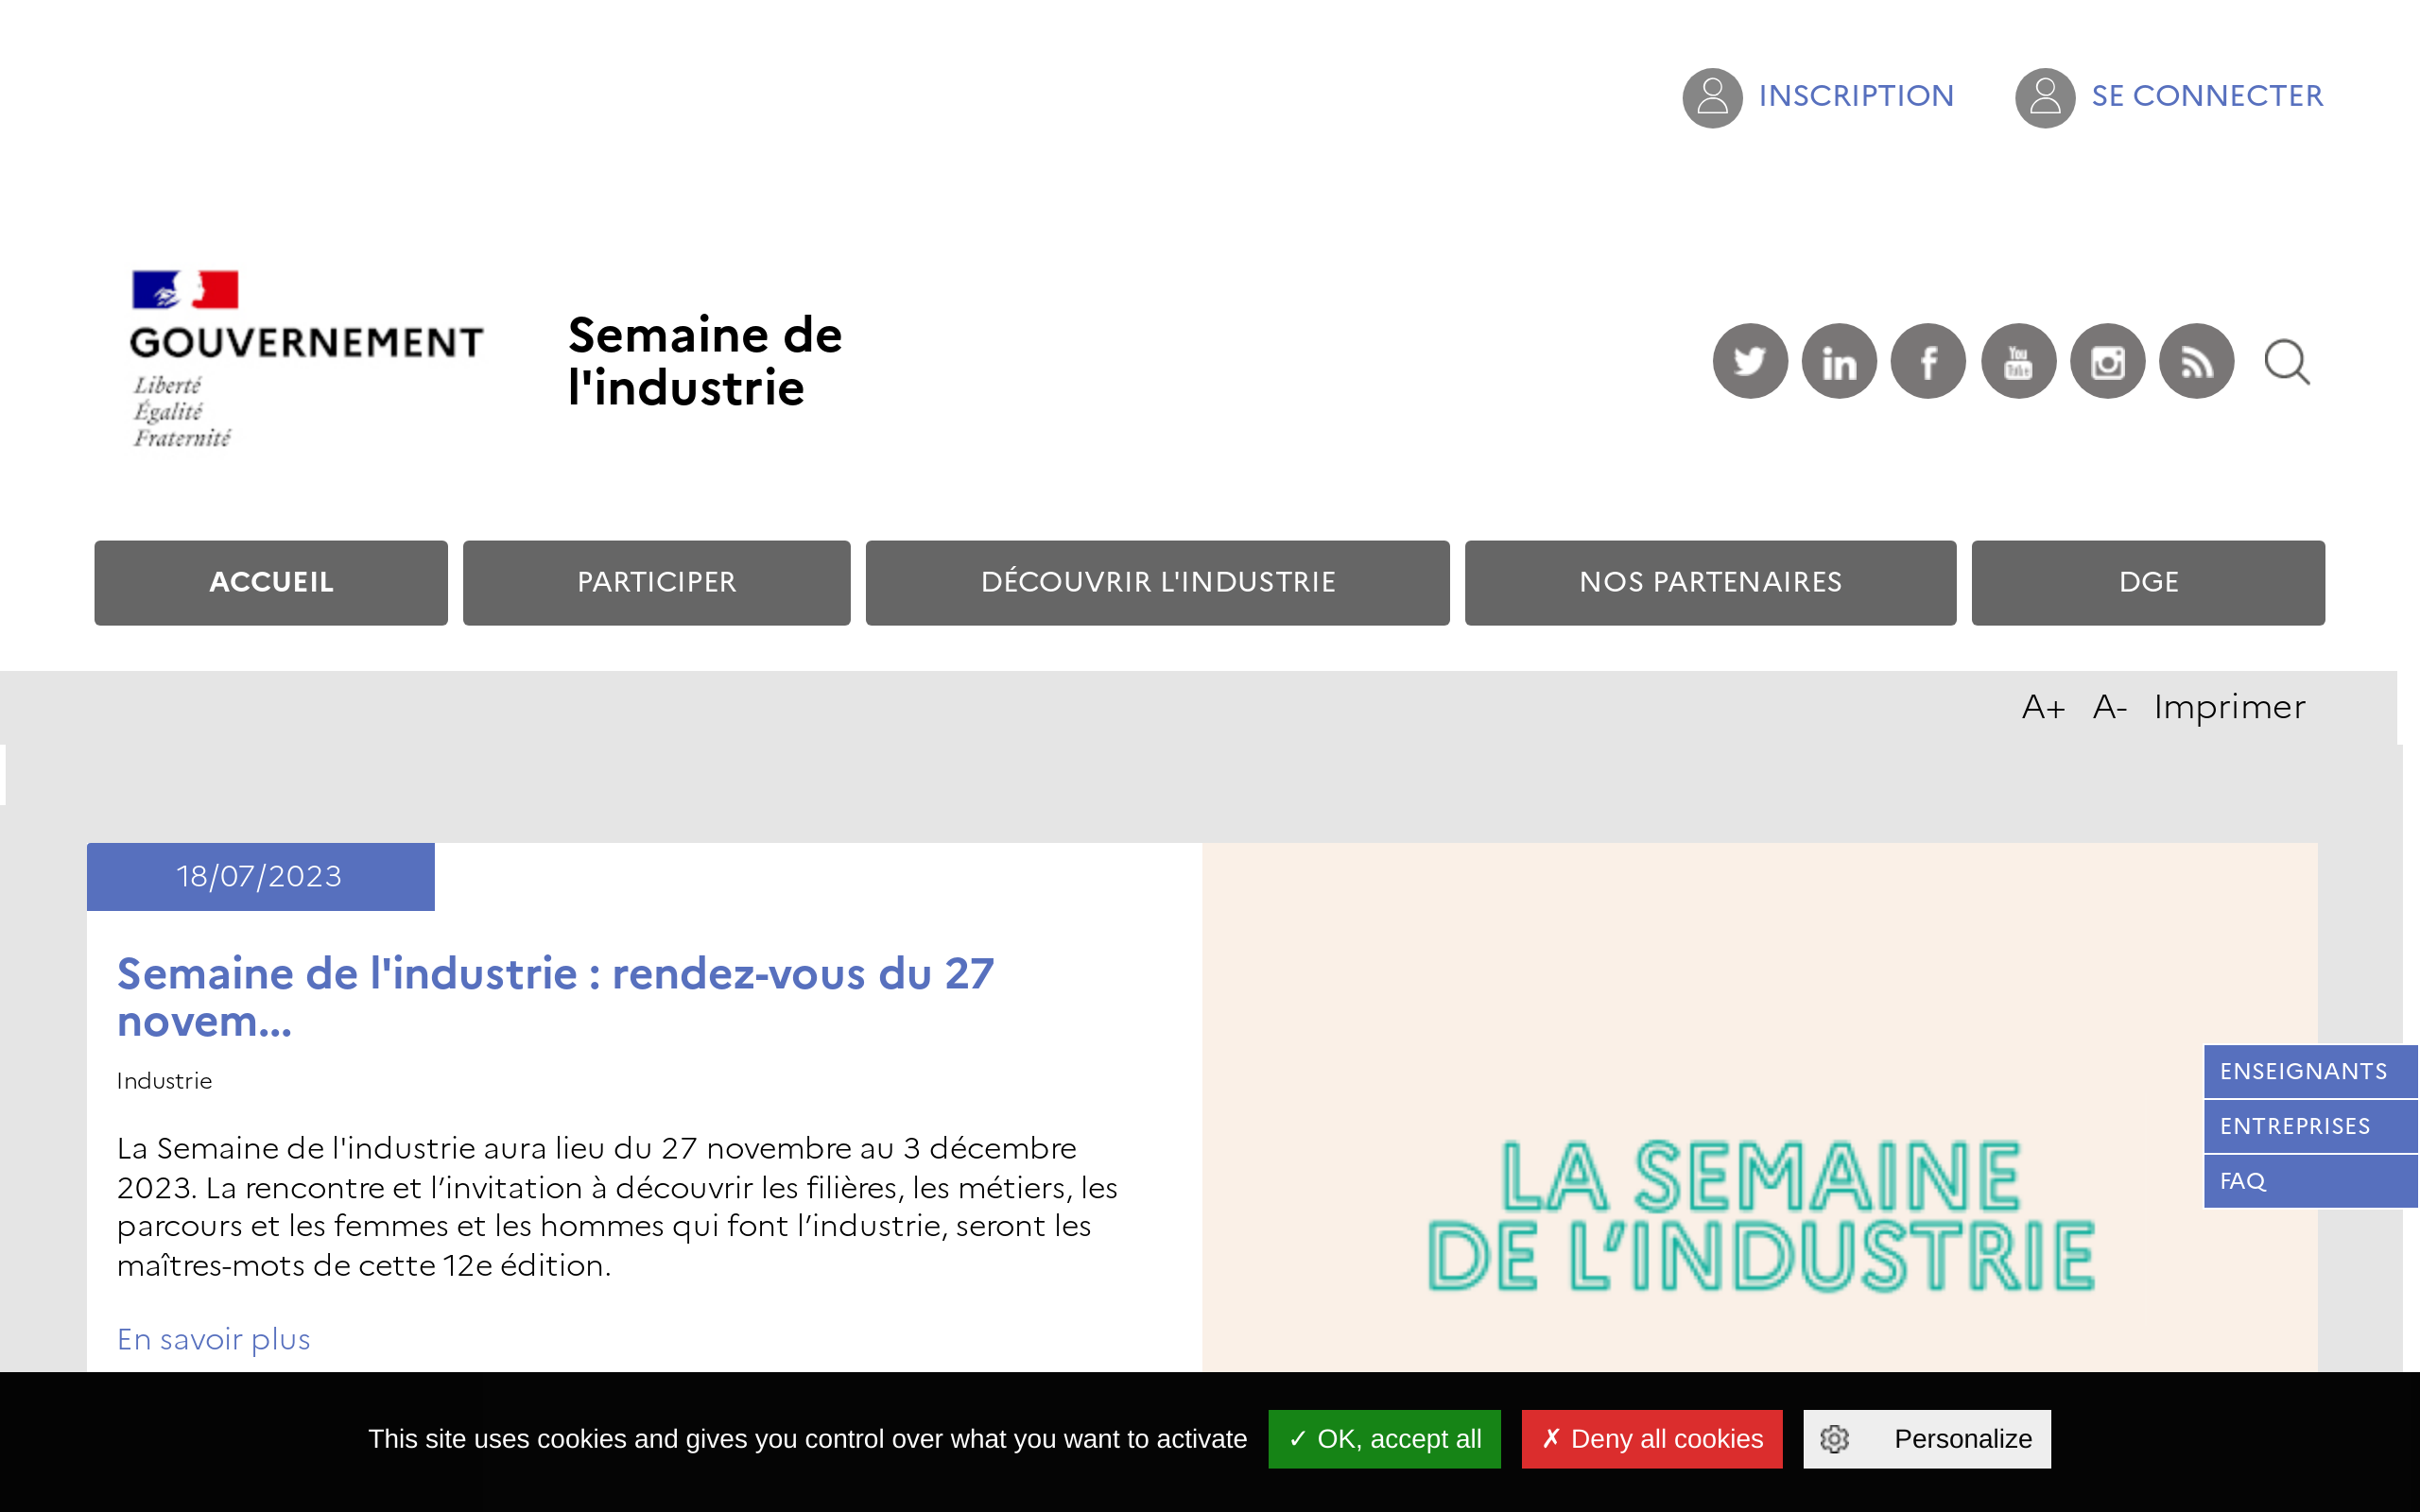 INSCRIPTION
SE CONNECTER
GOUVERNEMENT
Liberté
Égalité
Fraternité
Semaine de
l'industrie
ACCUEIL
PARTICIPER
DÉCOUVRIR L'INDUSTRIE
NOS PARTENAIRES
DGE
A+ A- Imprimer
18/07/2023
Semaine de l'industrie : rendez-vous du 27
novem...
Industrie
La Semaine de l'industrie aura lieu du 27 novembre au 3 décembre
2023. La rencontre et l’invitation à découvrir les filières, les métiers, les
parcours et les femmes et les hommes qui font l’industrie, seront les
maîtres-mots de cette 12e édition.
En savoir plus
LA SEMAINE
DE L’INDUSTRIE
ENSEIGNANTS
ENTREPRISES
FAQ
This site uses cookies and gives you control over what you want to activate
✓ OK, accept all
✗ Deny all cookies
Personalize